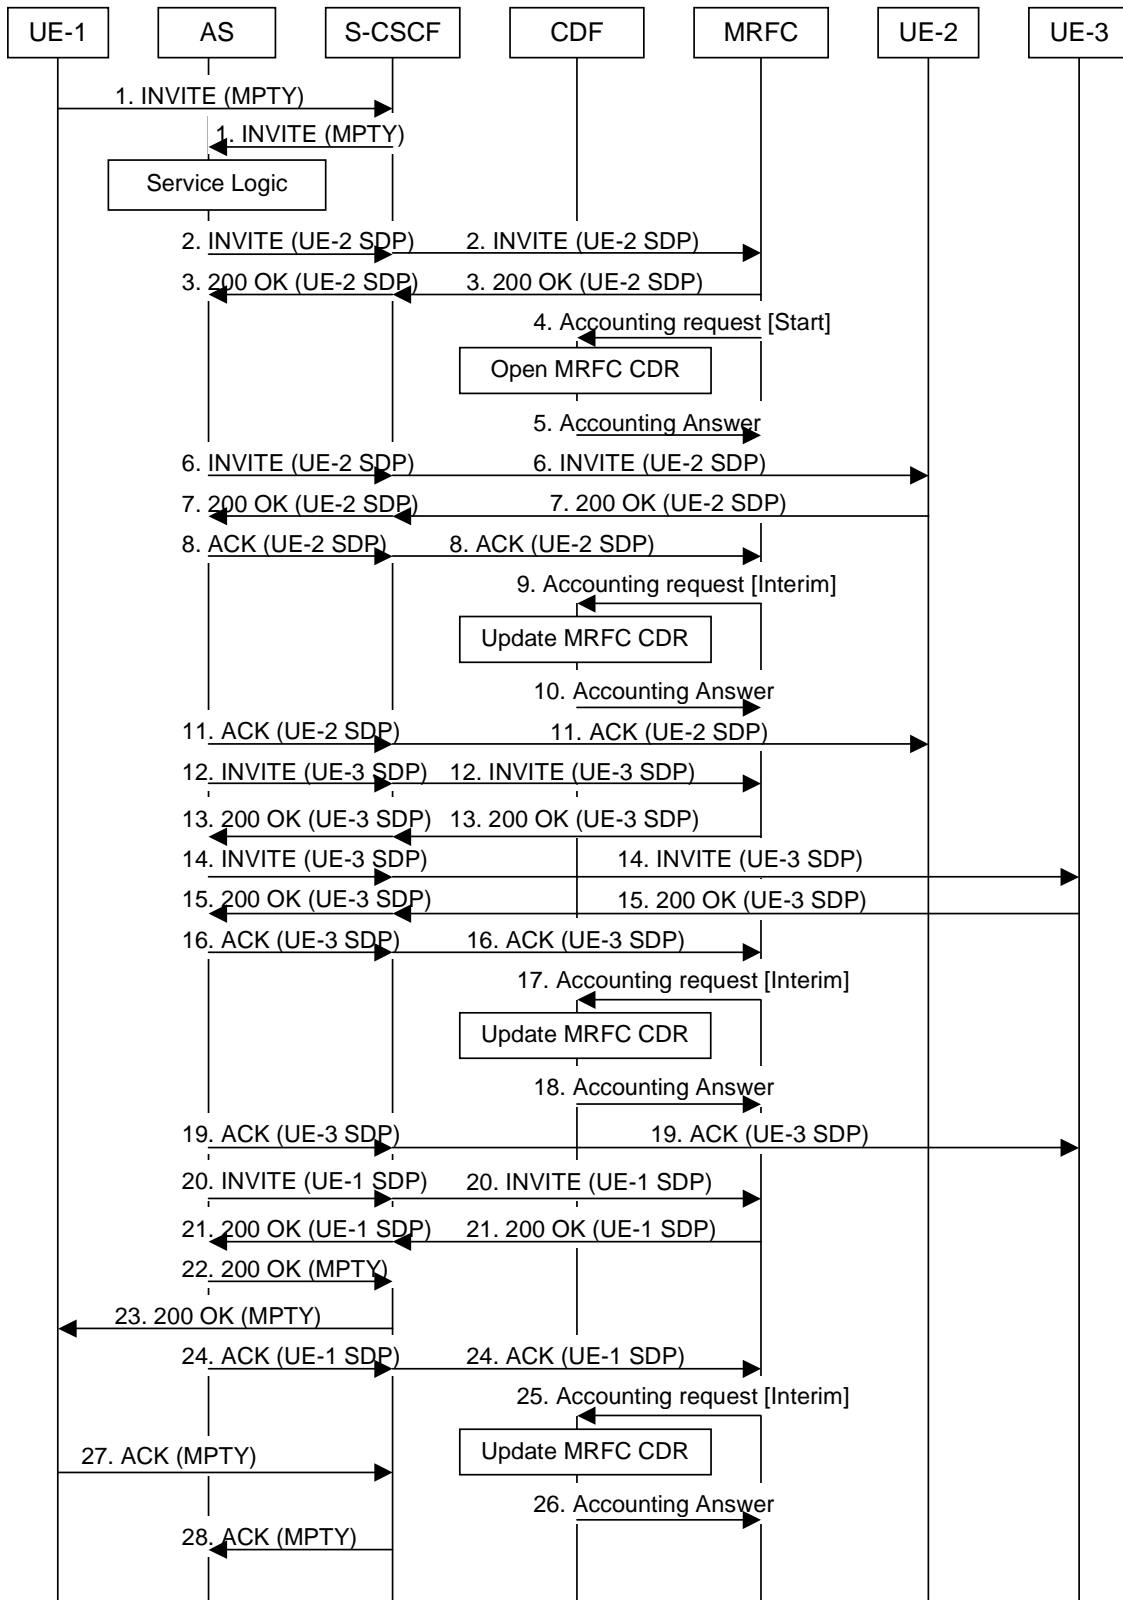 UE-1 AS S-CSCF CDF MRFC UE-2 UE-3
1. INVITE (MPTY)
1. INVITE (MPTY)
Service Logic
2. INVITE (UE-2 SDP) 2. INVITE (UE-2 SDP)
3. 200 OK (UE-2 SDP) 3. 200 OK (UE-2 SDP)
4. Accounting request [Start]
Open MRFC CDR
5. Accounting Answer
6. INVITE (UE-2 SDP) 6. INVITE (UE-2 SDP)
7. 200 OK (UE-2 SDP) 7. 200 OK (UE-2 SDP)
8. ACK (UE-2 SDP) 8. ACK (UE-2 SDP)
9. Accounting request [Interim]
Update MRFC CDR
10. Accounting Answer
11. ACK (UE-2 SDP) 11. ACK (UE-2 SDP)
12. INVITE (UE-3 SDP) 12. INVITE (UE-3 SDP)
13. 200 OK (UE-3 SDP) 13. 200 OK (UE-3 SDP)
14. INVITE (UE-3 SDP) 14. INVITE (UE-3 SDP)
15. 200 OK (UE-3 SDP) 15. 200 OK (UE-3 SDP)
16. ACK (UE-3 SDP) 16. ACK (UE-3 SDP)
17. Accounting request [Interim]
Update MRFC CDR
18. Accounting Answer
19. ACK (UE-3 SDP) 19. ACK (UE-3 SDP)
20. INVITE (UE-1 SDP) 20. INVITE (UE-1 SDP)
21. 200 OK (UE-1 SDP) 21. 200 OK (UE-1 SDP)
22. 200 OK (MPTY)
23. 200 OK (MPTY)
24. ACK (UE-1 SDP) 24. ACK (UE-1 SDP)
25. Accounting request [Interim]
Update MRFC CDR
27. ACK (MPTY)
26. Accounting Answer
28. ACK (MPTY)